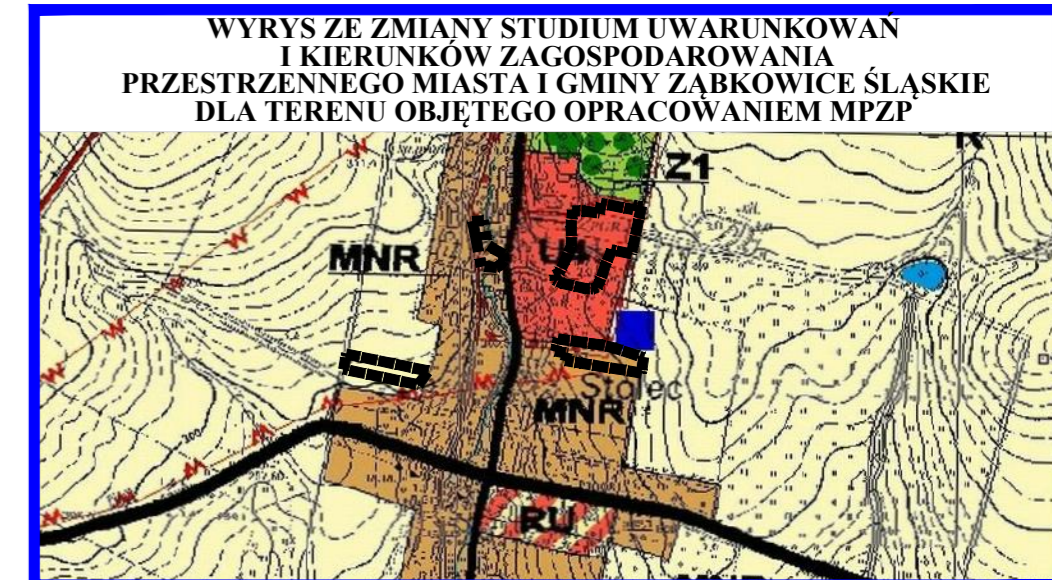 WYRYS ZE ZMIANY STUDIUM UWARUNKOWAŃ
I KIERUNKÓW ZAGOSPODAROWANIA
PRZESTRZENNEGO MIASTA I GMINY ZĄBKOWICE ŚLĄSKIE
DLA TERENU OBJĘTEGO OPRACOWANIEM MPZP
R
Z1
MNR
U4
Stolec
MNR
RU